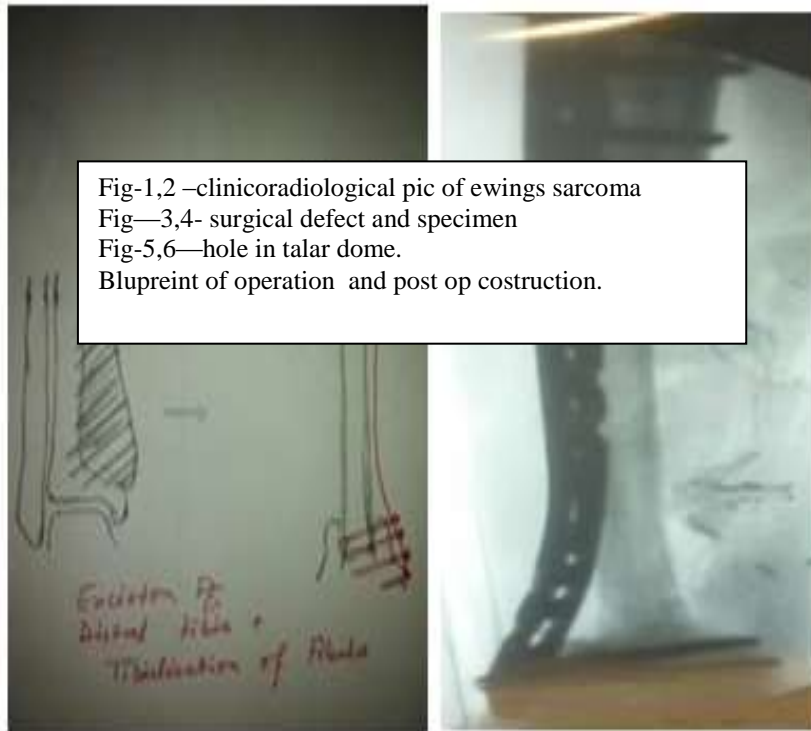 Fig-1,2 –clinicoradiological pic of ewings sarcoma
Fig—3,4- surgical defect and specimen
Fig-5,6—hole in talar dome.
Blupreint of operation  and post op costruction.
Excision
Distal tibia +
Tibialisation of Fibula